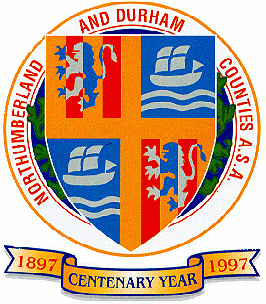 NORTHUMBERLAND AND DURHAM COUNTIES A.S.A.
1897 CENTENARY YEAR 1997